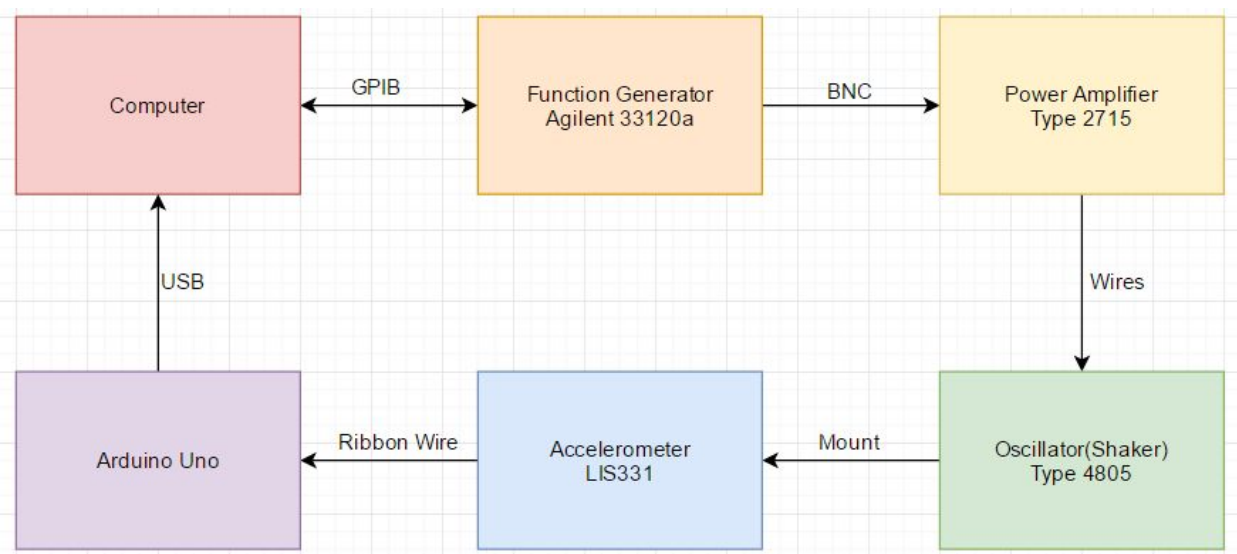 Computer
GPIB
Function Generator
Agilent 33120a
BNC
Power Amplifier
Type 2715
USB
Wires
Arduino Uno
Ribbon Wire
Accelerometer
LIS331
Mount
Oscillator(Shaker)
Type 4805